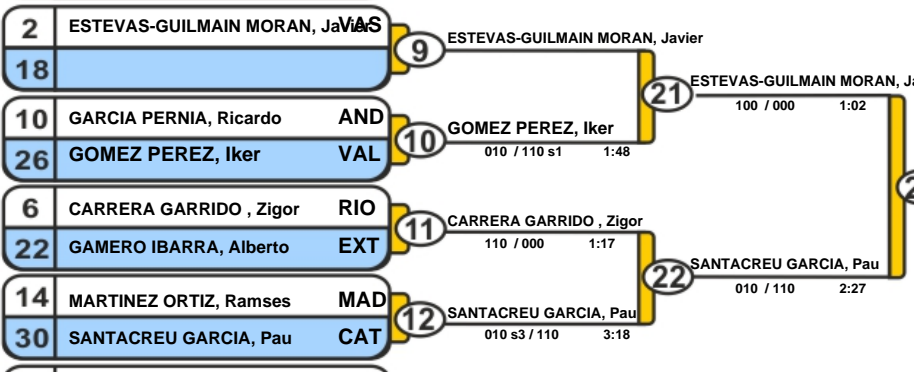 2 ESTEVAS-GUILMAIN MORAN, Javier VAS
18
9
ESTEVAS-GUILMAIN MORAN, Javier
10 GARCIA PERNIA, Ricardo AND
26 GOMEZ PEREZ, Iker VAL
10
GOMEZ PEREZ, Iker
010 / 110 s1 1:48
21
ESTEVAS-GUILMAIN MORAN, Ja
100 / 000 1:02
6 CARRERA GARRIDO , Zigor RIO
22 GAMERO IBARRA, Alberto EXT
11
CARRERA GARRIDO , Zigor
110 / 000 1:17
14 MARTINEZ ORTIZ, Ramses MAD
30 SANTACREU GARCIA, Pau CAT
12
SANTACREU GARCIA, Pau
010 s3 / 110 3:18
22
SANTACREU GARCIA, Pau
010 / 110 2:27
2